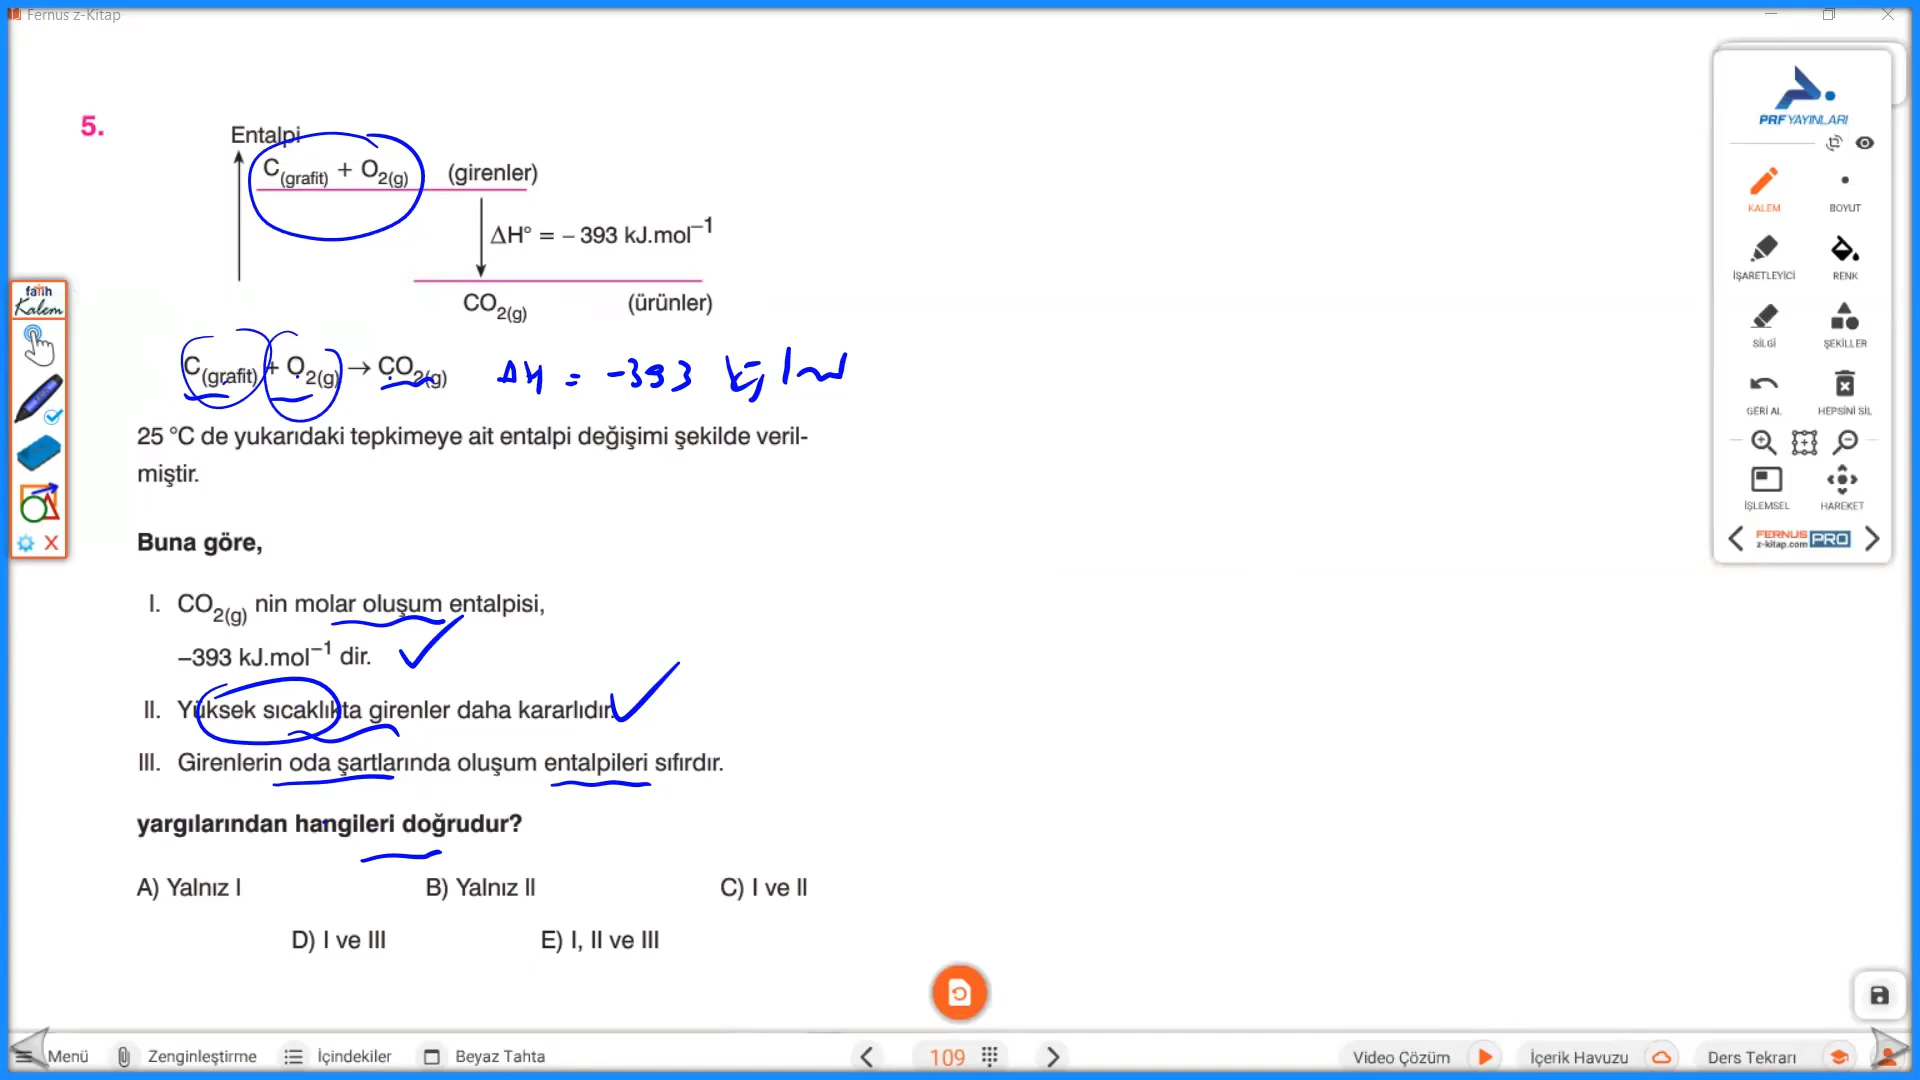 Fernus z-Kitap
5.
Entalpi
C(grafit) + O2(g) (girenler)
ΔH° = – 393 kJ.mol–1
CO2(g) (ürünler)
C(grafit) + O2(g) → CO2(g) ΔH = -393 kj/mol
25 °C de yukarıdaki tepkimeye ait entalpi değişimi şekilde veril-
miştir.
Buna göre,
I. CO2(g) nin molar oluşum entalpisi,
–393 kJ.mol–1 dir.
II. Yüksek sıcaklıkta girenler daha kararlıdır.
III. Girenlerin oda şartlarında oluşum entalpileri sıfırdır.
yargılarından hangileri doğrudur?
A) Yalnız I B) Yalnız II C) I ve II
D) I ve III E) I, II ve III
fatih
Kalem
PRF YAYINLARI
KALEM BOYUT
İŞARETLEYİCİ RENK
SİLGİ ŞEKİLLER
GERİ AL HEPSİNİ SİL
İŞLEMSEL HAREKET
FERNUS
z-kitap.com PRO
Menü Zenginleştirme İçindekiler Beyaz Tahta 109 Video Çözüm İçerik Havuzu Ders Tekrarı